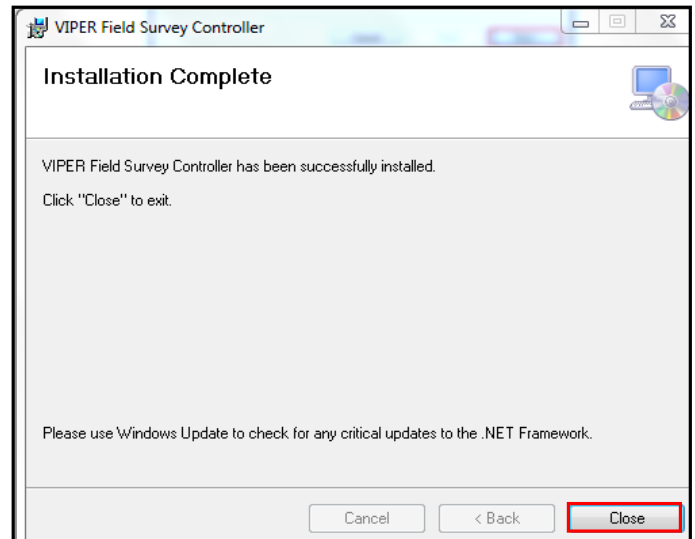 VIPER Field Survey Controller
Installation Complete
VIPER Field Survey Controller has been successfully installed.
Click "Close" to exit.
Please use Windows Update to check for any critical updates to the .NET Framework.
Cancel
< Back
Close